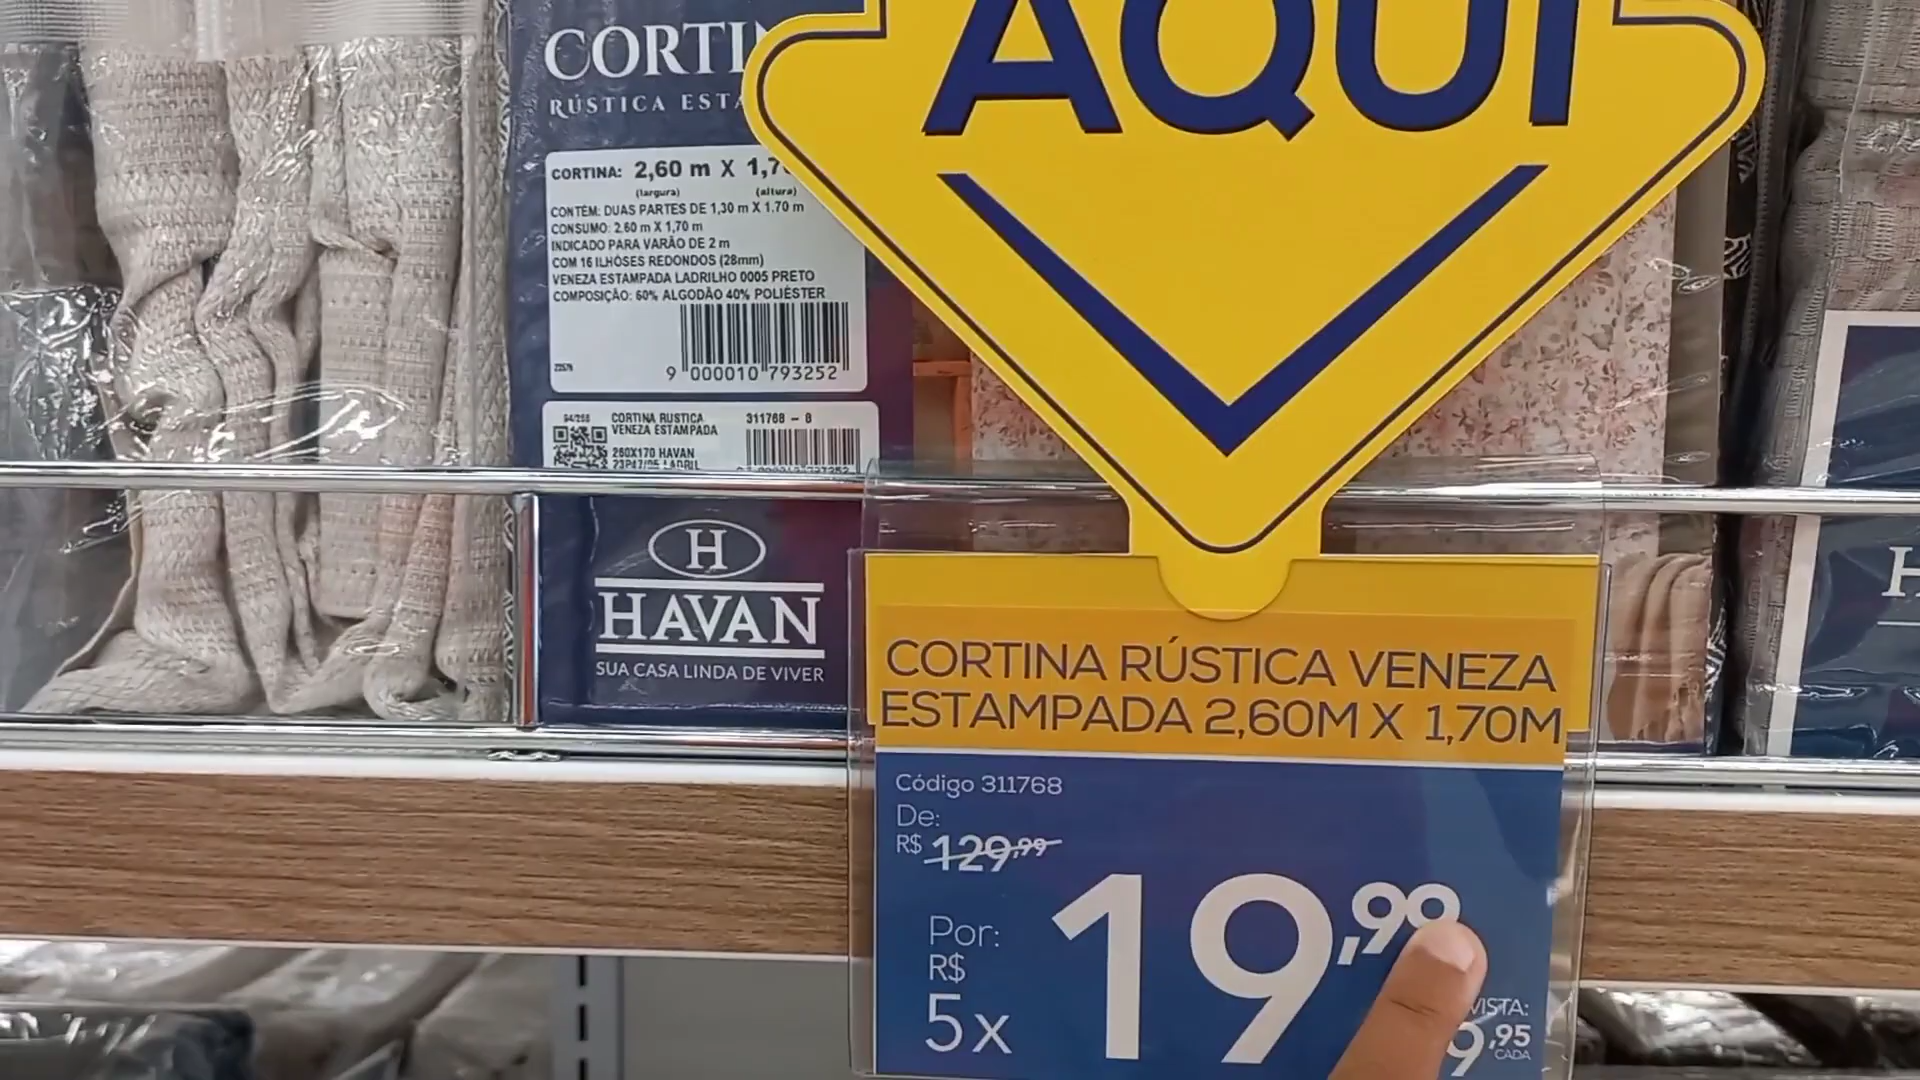 AQUI
CORTI
RÚSTICA ESTA
CORTINA: 2,60 m X 1,7
(largura) (altura)
CONTÉM: DUAS PARTES DE 1,30 m X 1.70 m
CONSUMO: 2.60 m X 1,70 m
INDICADO PARA VARÃO DE 2 m
COM 16 ILHÓSES REDONDOS (28mm)
VENEZA ESTAMPADA LADRILHO 0005 PRETO
COMPOSIÇÃO: 60% ALGODÃO 40% POLIÉSTER
9 000010 793252
CORTINA RUSTICA 311768 - 8
VENEZA ESTAMPADA
260X170 HAVAN
H
HAVAN
SUA CASA LINDA DE VIVER
H
CORTINA RÚSTICA VENEZA
ESTAMPADA 2,60M X 1,70M
Código 311768
De:
R$ 129,99
Por:
R$
5x 19,99
VISTA:
9,95
CADA